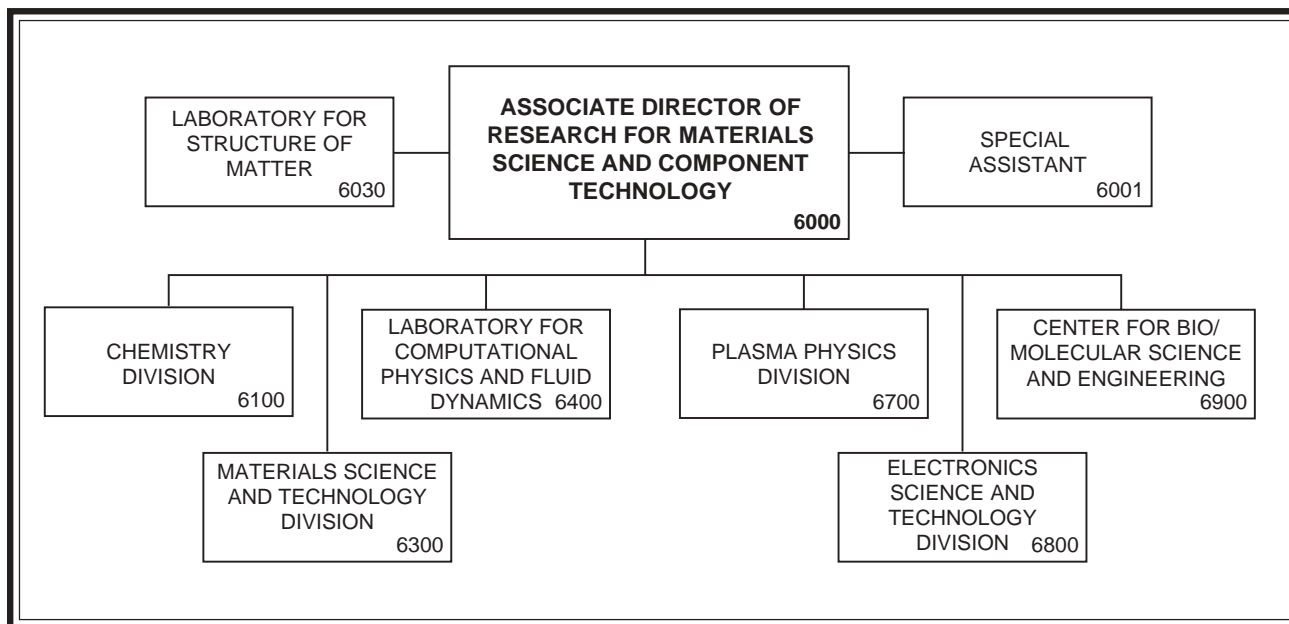 LABORATORY FOR
STRUCTURE OF
MATTER
6030
ASSOCIATE DIRECTOR OF
RESEARCH FOR MATERIALS
SCIENCE AND COMPONENT
TECHNOLOGY
6000
SPECIAL
ASSISTANT
6001
CHEMISTRY
DIVISION
6100
LABORATORY FOR
COMPUTATIONAL
PHYSICS AND FLUID
DYNAMICS 6400
PLASMA PHYSICS
DIVISION
6700
CENTER FOR BIO/
MOLECULAR SCIENCE
AND ENGINEERING
6900
MATERIALS SCIENCE
AND TECHNOLOGY
DIVISION
6300
ELECTRONICS
SCIENCE AND
TECHNOLOGY
DIVISION 6800